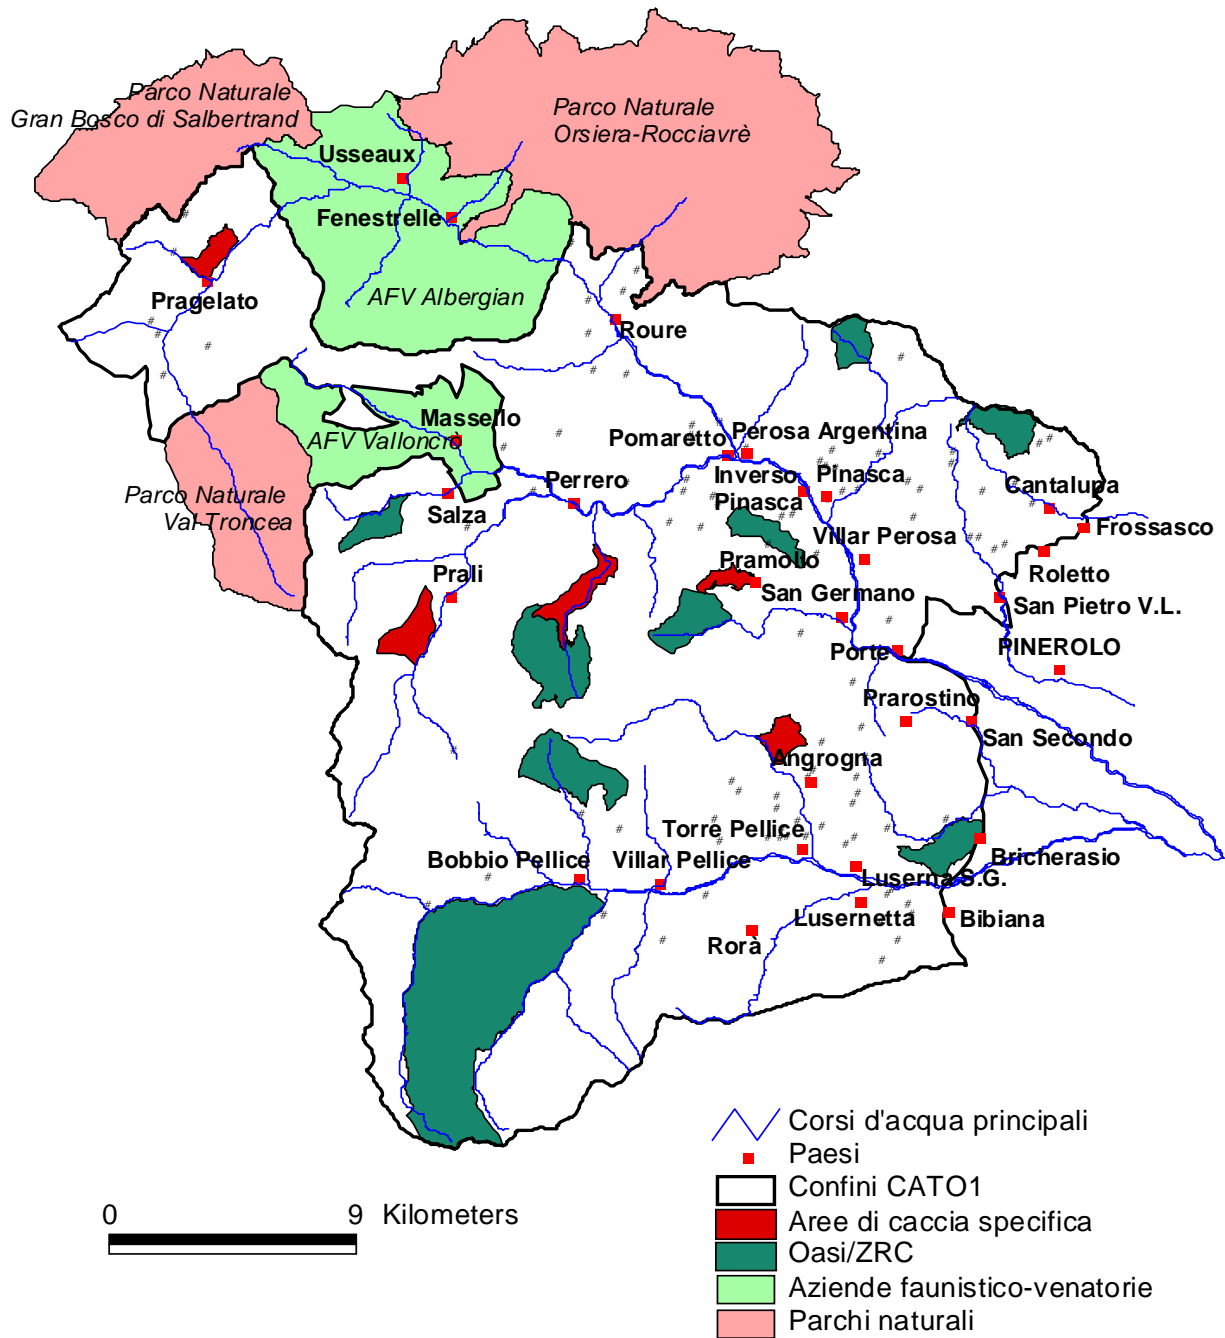 Parco Naturale
Gran Bosco di Salbertrand
Parco Naturale
Orsiera-Rocciavrè
Usseaux
Fenestrelle
AFV Albergian
Pragelato
Roure
Massello
AFV Valloncrò
Pomaretto
Perosa Argentina
Inverso
Pinasca
Pinasca
Perrero
Parco Naturale
Val Troncea
Salza
Cantalupa
Frossasco
Villar Perosa
Pramollo
Roletto
Prali
San Germano
San Pietro V.L.
Porte
PINEROLO
Prarostino
San Secondo
Angrogna
Torre Pellice
Bobbio Pellice
Villar Pellice
Bricherasio
Luserna S.G.
Lusernetta
Bibiana
Rorà
Corsi d'acqua principali
Paesi
Confini CATO1
Aree di caccia specifica
Oasi/ZRC
Aziende faunistico-venatorie
Parchi naturali
0 9 Kilometers